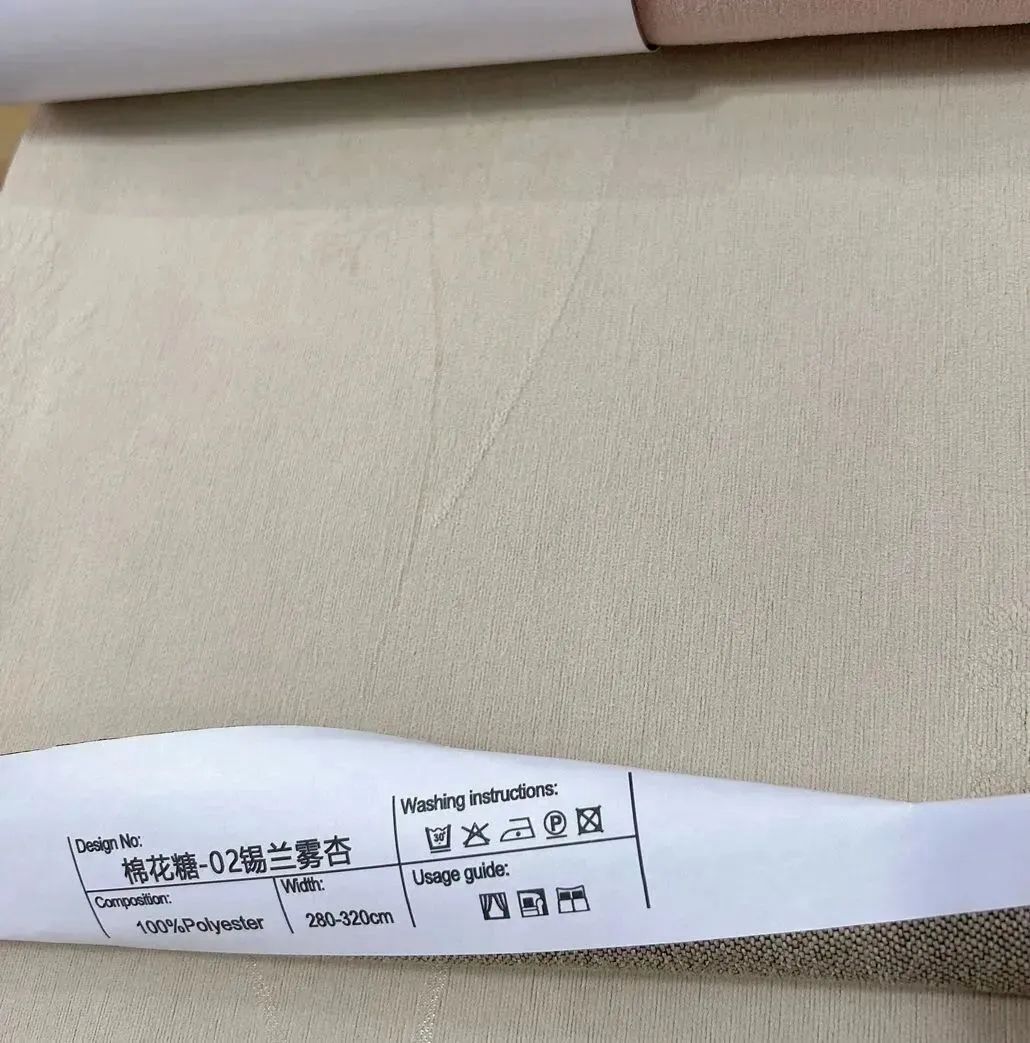 Design No:
棉花糖-02锡兰雾杏
Composition:
100%Polyester
Width:
280-320cm
Washing instructions:
30°
P
Usage guide: